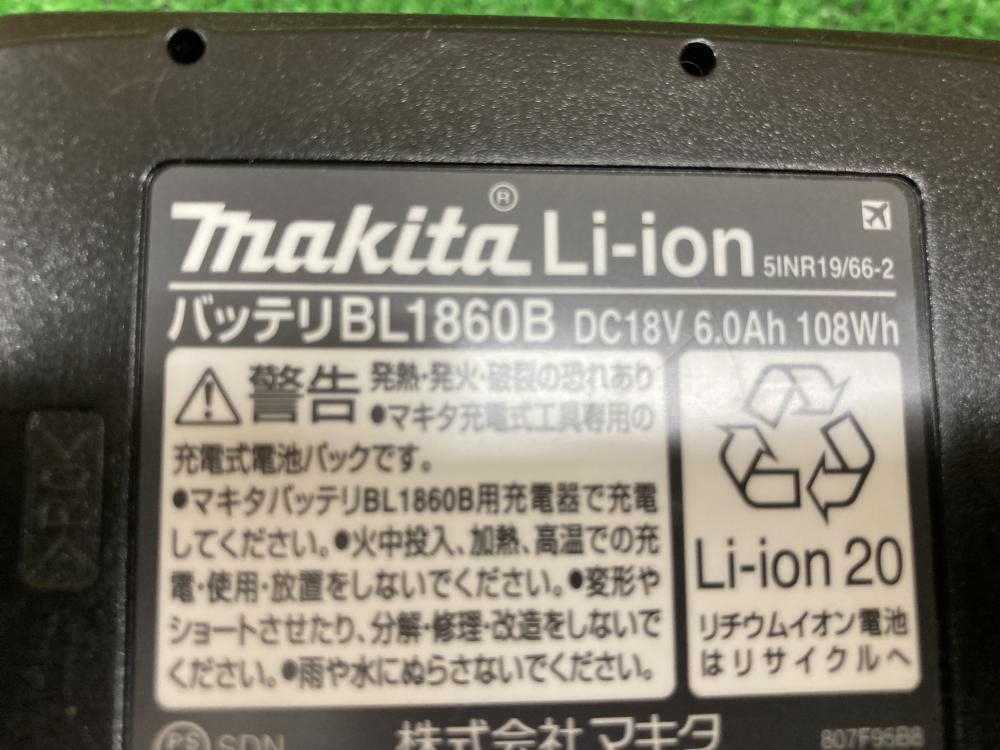 makita® Li-ion 5INR19/66-2
バッテリBL1860B DC18V 6.0Ah 108Wh
警告 発熱・発火・破裂の恐れあり
●マキタ充電式工具専用の
充電式電池パックです。
●マキタバッテリBL1860B用充電器で充電
してください。●火中投入、加熱、高温での充
電・使用・放置をしないでください。●変形や
ショートさせたり、分解・修理・改造をしないで
ください。●雨や水にぬらさないでください。
Li-ion 20
リチウムイオン電池
はリサイクルへ
PS SDN 株式会社マキタ 807F95B8
>PC<